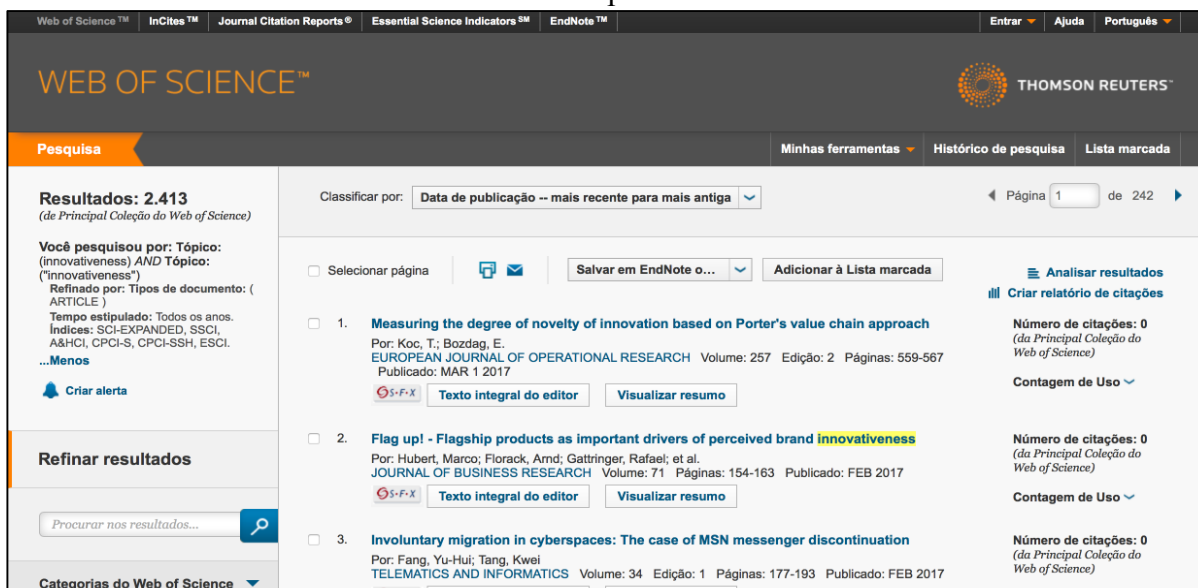 Web of Science™ InCites™ Journal Citation Reports® Essential Science Indicators℠ EndNote™ Entrar Ajuda Português
WEB OF SCIENCE™ THOMSON REUTERS™
Pesquisa Minhas ferramentas Histórico de pesquisa Lista marcada
Resultados: 2.413
(de Principal Coleção do Web of Science)
Você pesquisou por: Tópico:
(innovativeness) AND Tópico:
("innovativeness")
Refinado por: Tipos de documento: (
ARTICLE )
Tempo estipulado: Todos os anos.
Índices: SCI-EXPANDED, SSCI,
A&HCI, CPCI-S, CPCI-SSH, ESCI.
...Menos
Criar alerta
Refinar resultados
Procurar nos resultados...
Categorias do Web of Science
Classificar por: Data de publicação -- mais recente para mais antiga Página 1 de 242
Selecionar página Salvar em EndNote o... Adicionar à Lista marcada
Analisar resultados
Criar relatório de citações
1. Measuring the degree of novelty of innovation based on Porter's value chain approach
Por: Koc, T.; Bozdag, E.
EUROPEAN JOURNAL OF OPERATIONAL RESEARCH Volume: 257 Edição: 2 Páginas: 559-567
Publicado: MAR 1 2017
S·F·X Texto integral do editor Visualizar resumo
Número de citações: 0
(da Principal Coleção do
Web of Science)
Contagem de Uso
2. Flag up! - Flagship products as important drivers of perceived brand innovativeness
Por: Hubert, Marco; Florack, Arnd; Gattringer, Rafael; et al.
JOURNAL OF BUSINESS RESEARCH Volume: 71 Páginas: 154-163 Publicado: FEB 2017
S·F·X Texto integral do editor Visualizar resumo
Número de citações: 0
(da Principal Coleção do
Web of Science)
Contagem de Uso
3. Involuntary migration in cyberspaces: The case of MSN messenger discontinuation
Por: Fang, Yu-Hui; Tang, Kwei
TELEMATICS AND INFORMATICS Volume: 34 Edição: 1 Páginas: 177-193 Publicado: FEB 2017
Número de citações: 0
(da Principal Coleção do
Web of Science)